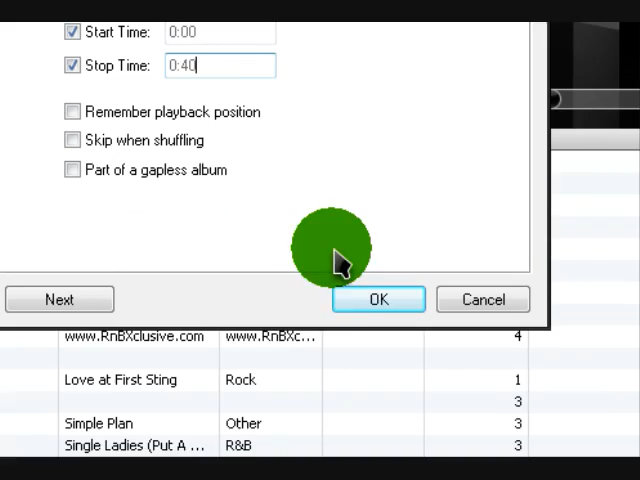 Start Time: 0:00
Stop Time: 0:40
Remember playback position
Skip when shuffling
Part of a gapless album
Next OK Cancel
www.RnBXclusive.com www.RnBXc... 4
Love at First Sting Rock 1
3
Simple Plan Other 3
Single Ladies (Put A ... R&B 3